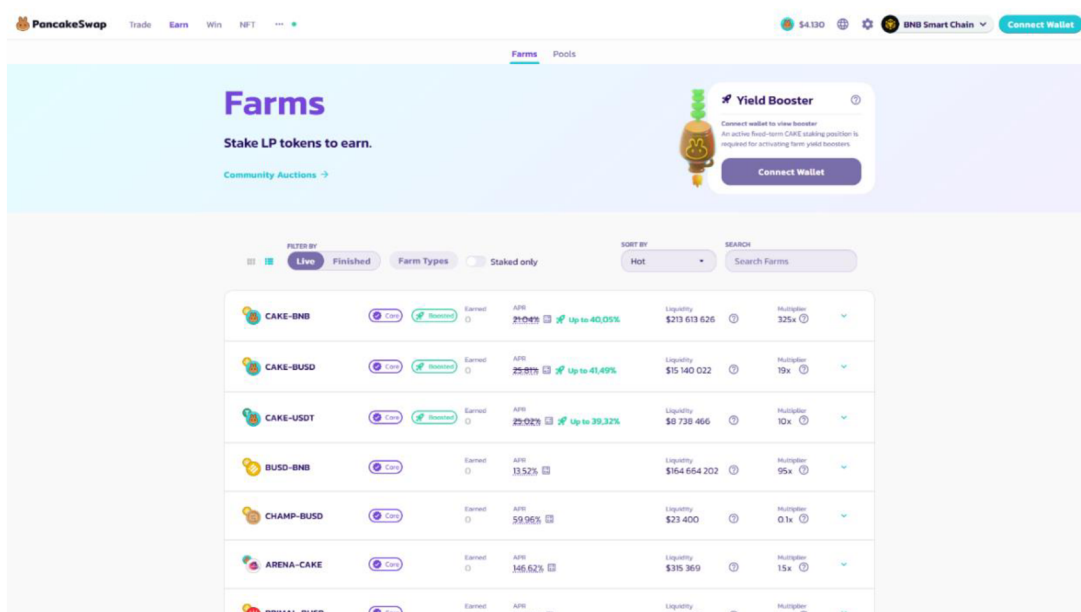 PancakeSwap Trade Earn Win NFT ... $4.130 BNB Smart Chain Connect Wallet
Farms Pools
Farms
Stake LP tokens to earn.
Community Auctions →
Yield Booster
Connect wallet to view booster
An active fixed-term CAKE staking position is
required for activating farm yield boosters
Connect Wallet
FILTER BY
Live Finished Farm Types Staked only
SORT BY
Hot
SEARCH
Search Farms
CAKE-BNB Core Boosted Earned 0 APR 21.04% Up to 40,05% Liquidity $213 613 626 Multiplier 325x
CAKE-BUSD Core Boosted Earned 0 APR 25.81% Up to 41,49% Liquidity $15 140 022 Multiplier 19x
CAKE-USDT Core Boosted Earned 0 APR 25.02% Up to 39,32% Liquidity $8 738 466 Multiplier 10x
BUSD-BNB Core Earned 0 APR 13.52% Liquidity $164 664 202 Multiplier 95x
CHAMP-BUSD Core Earned 0 APR 59.96% Liquidity $23 400 Multiplier 0.1x
ARENA-CAKE Core Earned 0 APR 146,62% Liquidity $315 369 Multiplier 1.5x
Earned APR Liquidity Multiplier